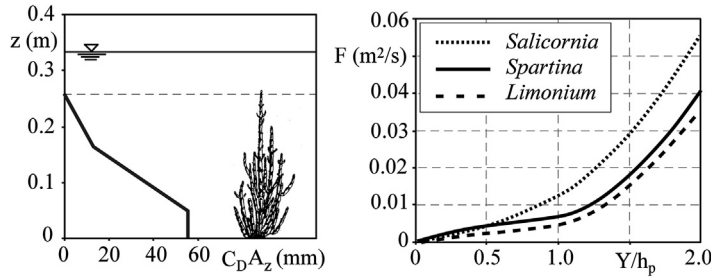 0.4
z (m)
0.3
0.2
0.1
0
0 20 40 60 C_DA_z (mm)
0.06
F (m²/s)
0.05
0.04
0.03
0.02
0.01
0
Salicornia
Spartina
Limonium
0 0.5 1.0 Y/h_p 2.0